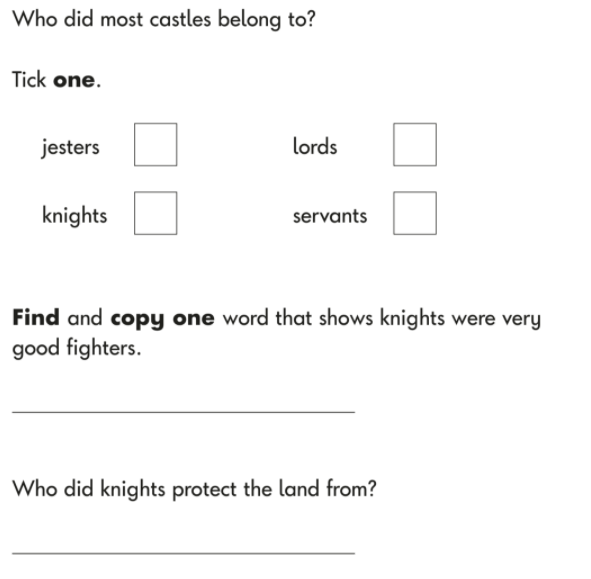 Who did most castles belong to?
Tick one.
jesters lords
knights servants
Find and copy one word that shows knights were very
good fighters.
Who did knights protect the land from?